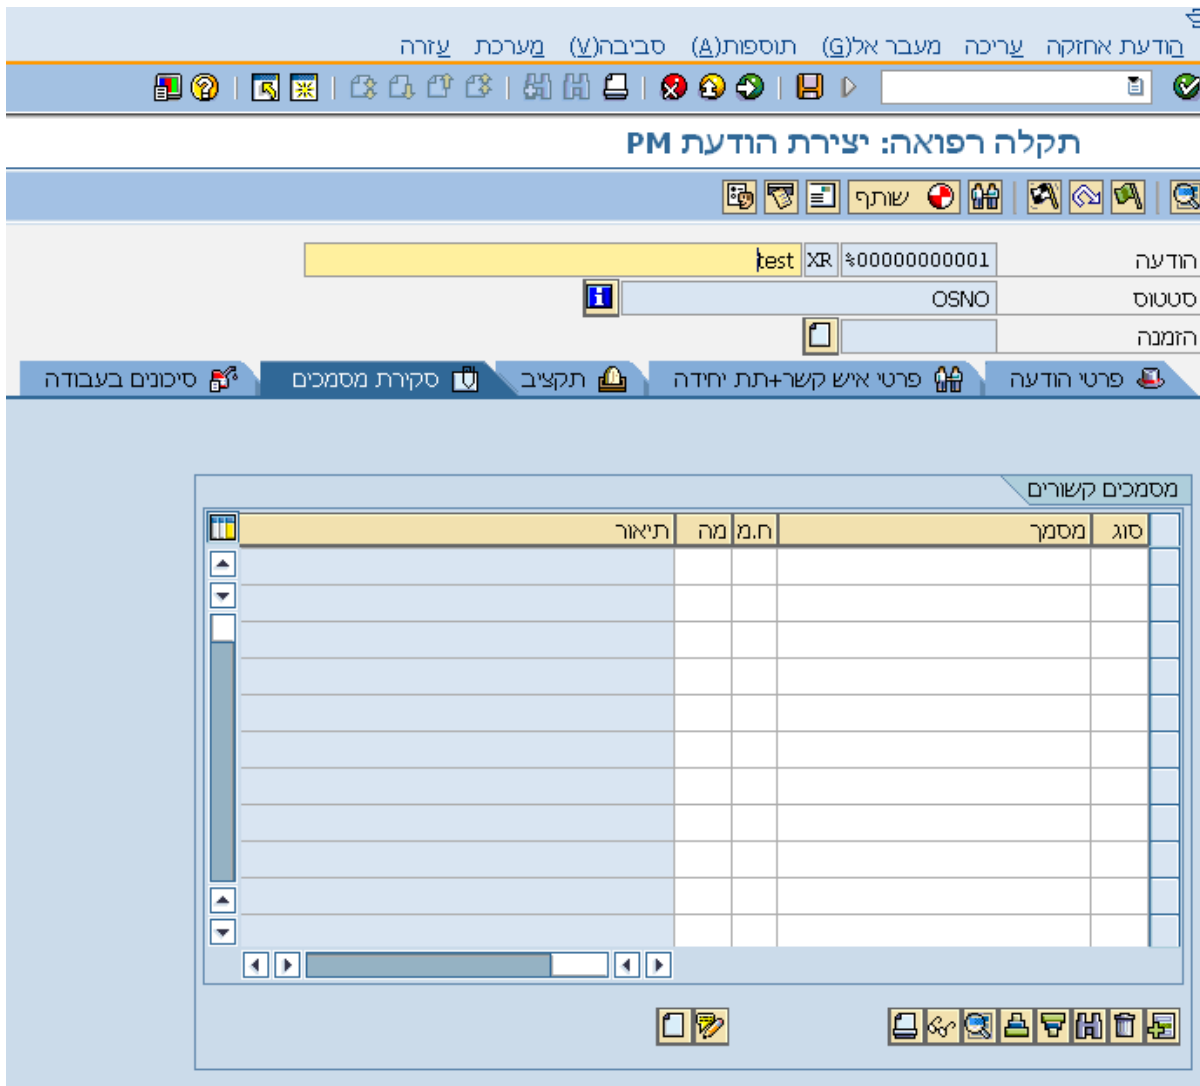 הודעת אחזקה עריכה מעבר אל(G) תוספות(A) סביבה(V) מערכת עזרה
תקלה רפואה: יצירת הודעת PM
שותף
הודעה %00000000001 XR test
סטטוס OSNO
הזמנה
פרטי הודעה פרטי איש קשר+תת יחידה תקציב סקירת מסמכים סיכונים בעבודה
מסמכים קשורים
סוג מסמך ח.מ מה תיאור